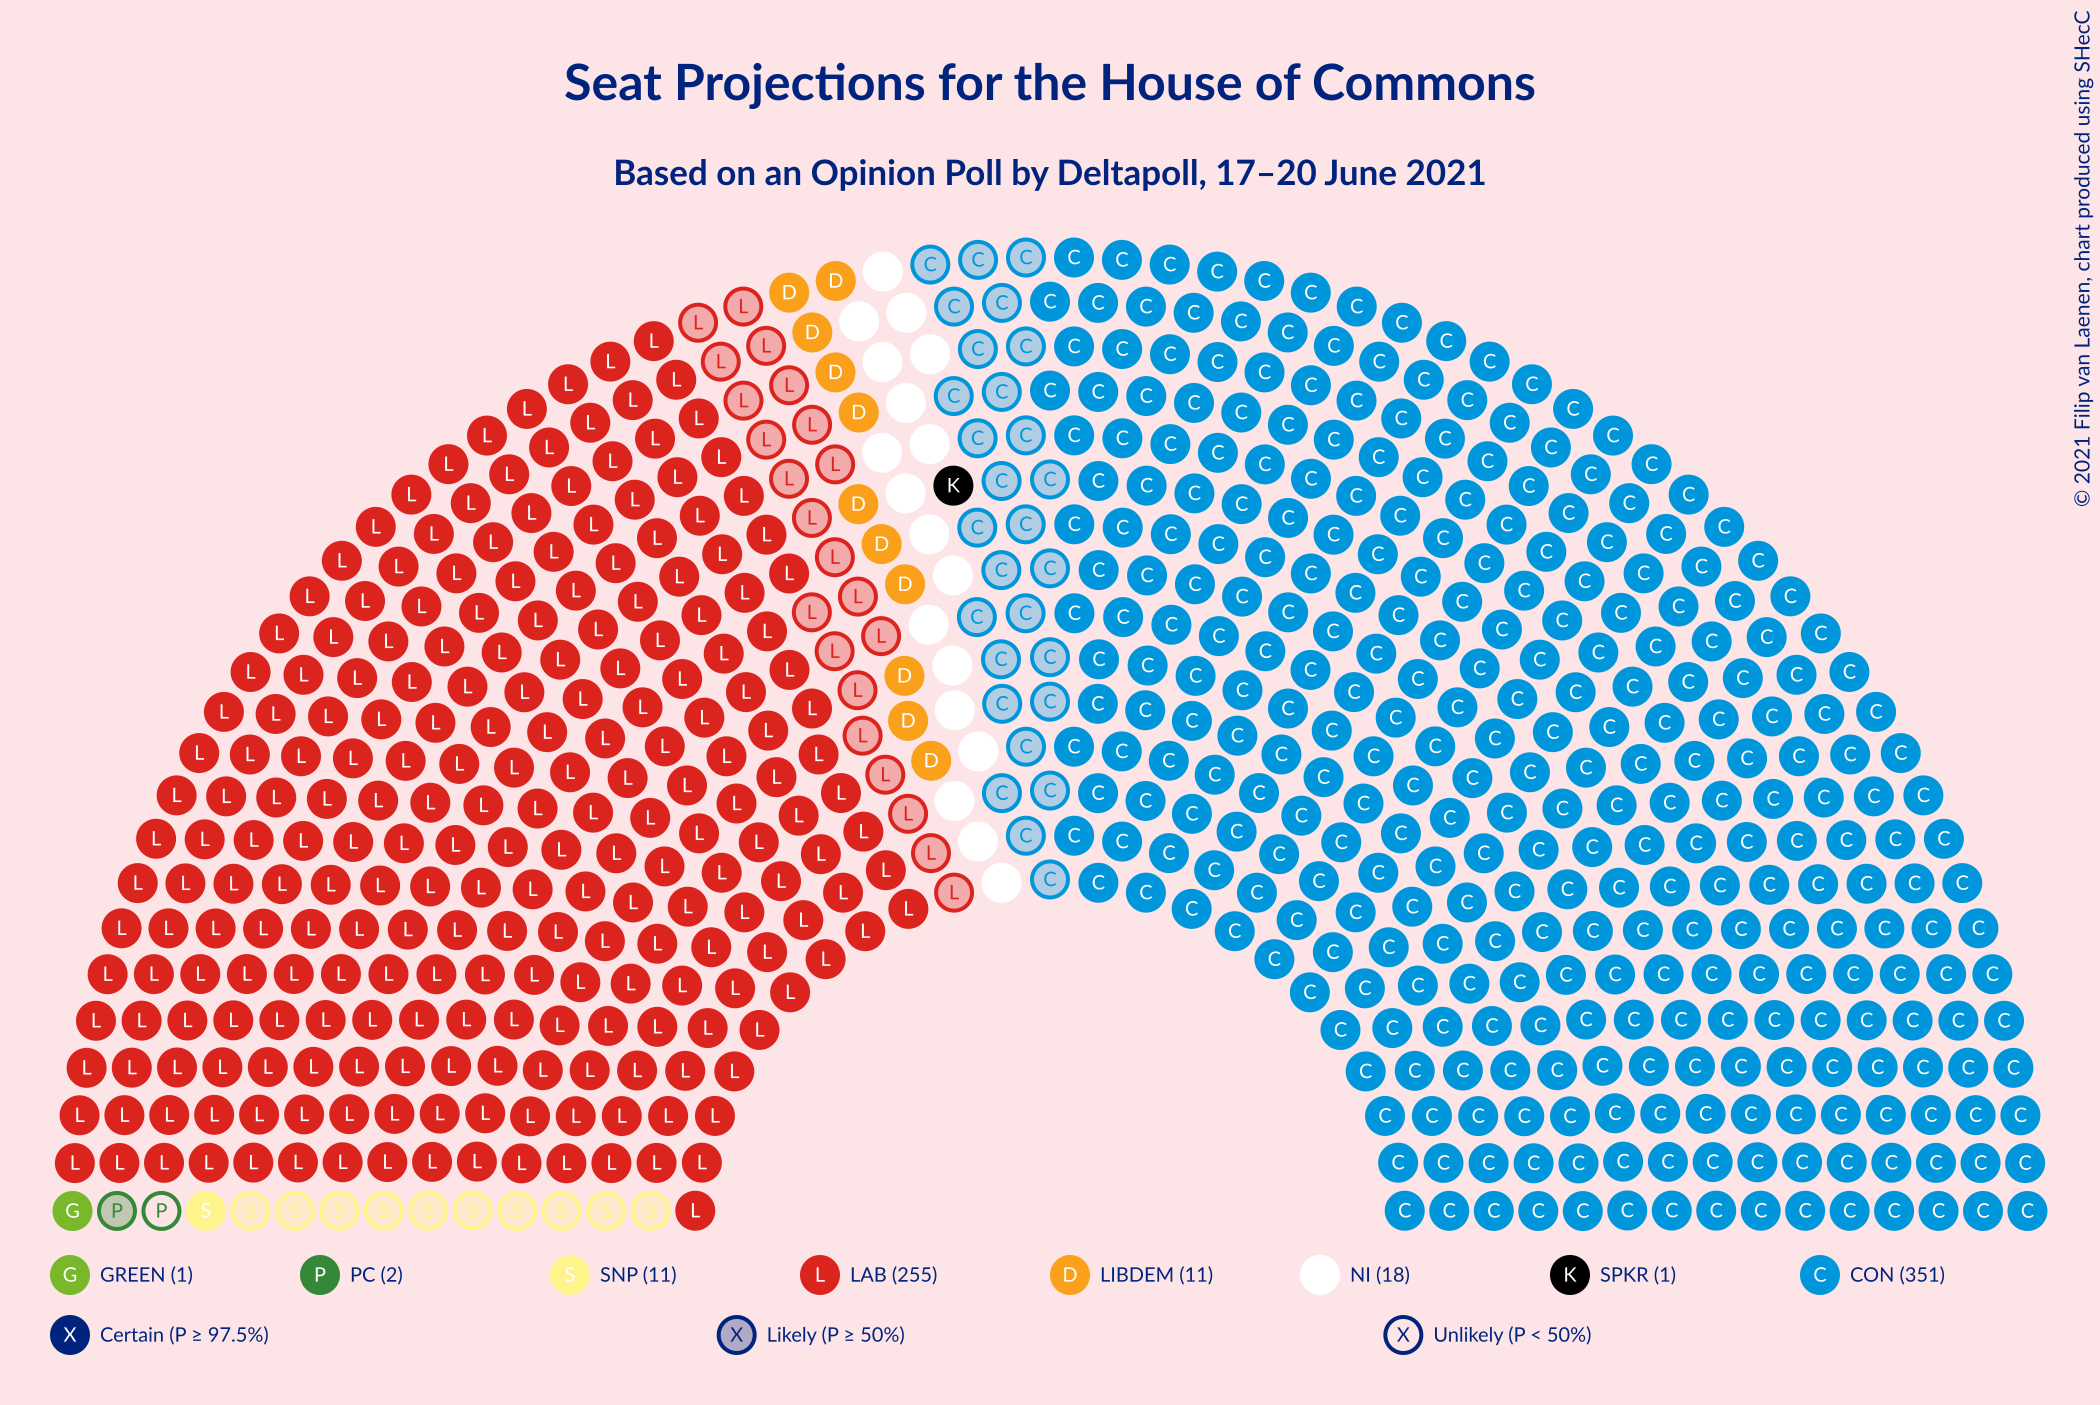 Seat Projections for the House of Commons
Based on an Opinion Poll by Deltapoll, 17–20 June 2021
© 2021 Filip van Laenen, chart produced using SHecC
G GREEN (1)
P PC (2)
S SNP (11)
L LAB (255)
D LIBDEM (11)
NI (18)
K SPKR (1)
C CON (351)
X Certain (P ≥ 97.5%)
X Likely (P ≥ 50%)
X Unlikely (P < 50%)